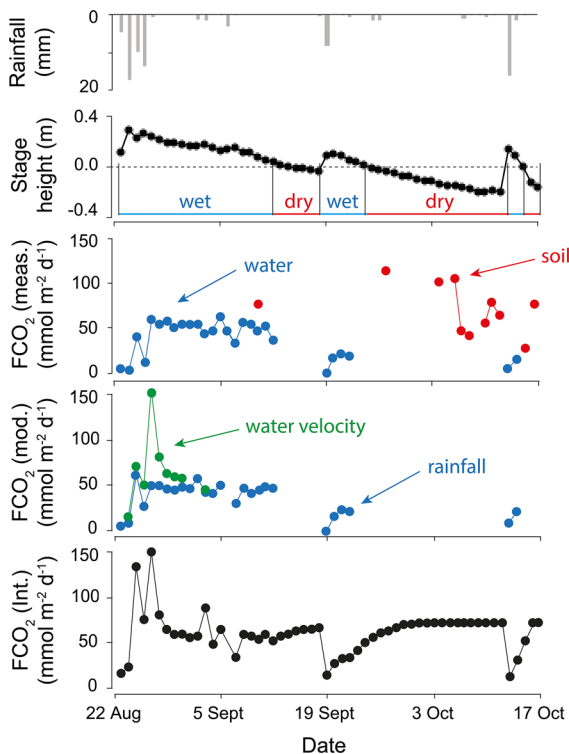 Rainfall
(mm)
0
20
Stage
height (m)
0.4
0.0
-0.4
wet
dry
wet
dry
FCO2 (meas.)
(mmol m-2 d-1)
150
100
50
0
water
soil
FCO2 (mod.)
(mmol m-2 d-1)
150
100
50
0
water velocity
rainfall
FCO2 (Int.)
(mmol m-2 d-1)
150
100
50
0
22 Aug 5 Sept 19 Sept 3 Oct 17 Oct
Date